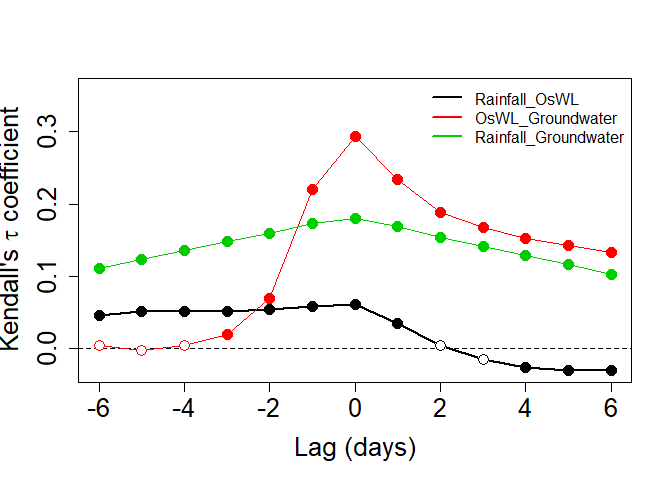 Kendall's τ coefficient
0.3
0.2
0.1
0.0
Rainfall_OsWL
OsWL_Groundwater
Rainfall_Groundwater
-6 -4 -2 0 2 4 6
Lag (days)